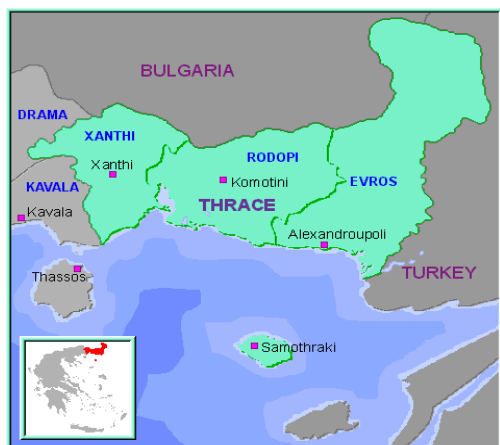 BULGARIA
DRAMA
XANTHI
Xanthi
RODOPI
KAVALA
Komotini
EVROS
THRACE
Kavala
Alexandroupoli
Thassos
TURKEY
Samothraki